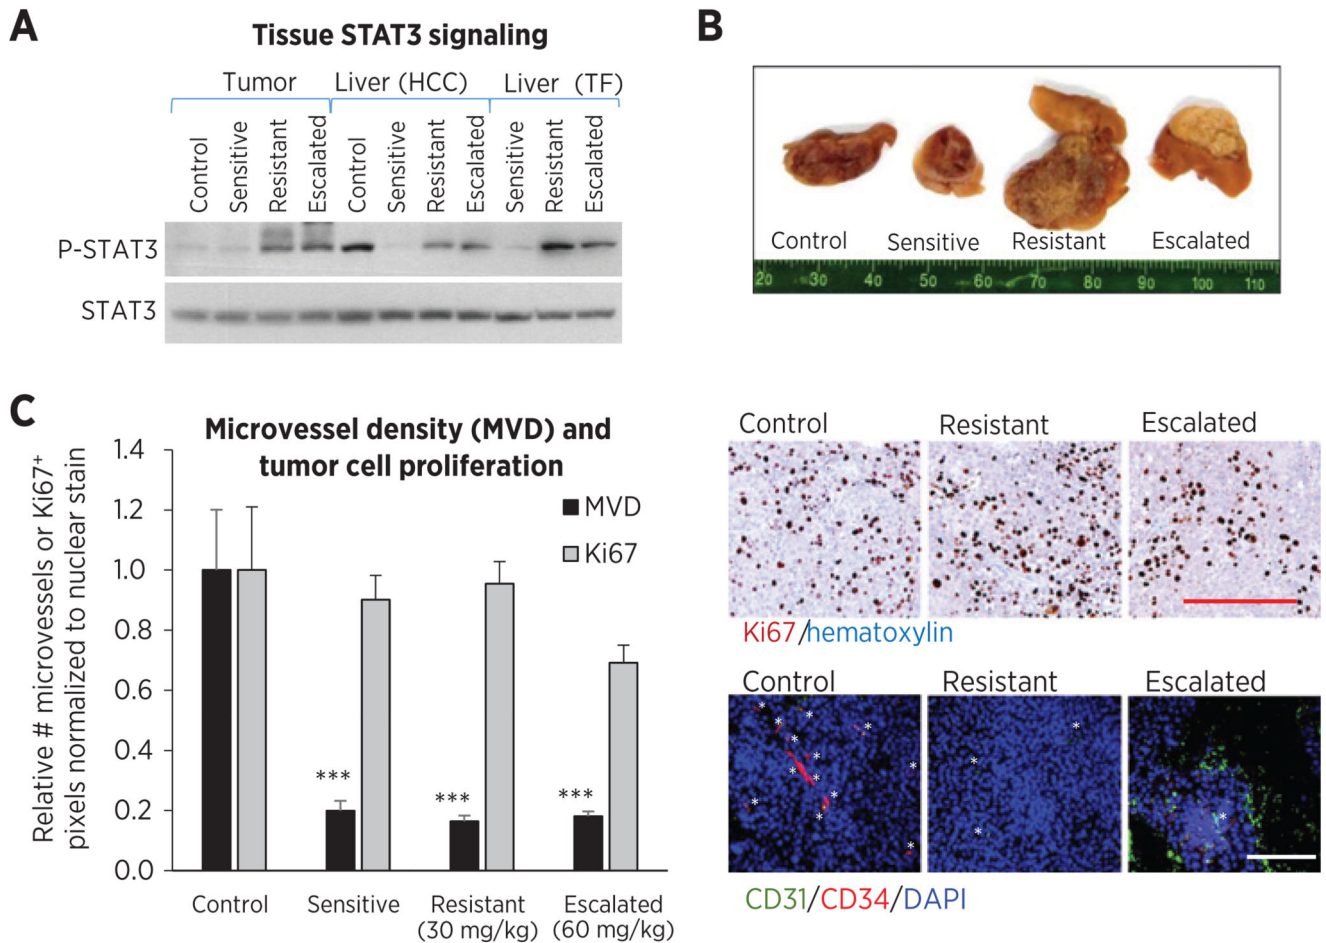 A
Tissue STAT3 signaling
Tumor
Liver (HCC)
Liver (TF)
Control
Sensitive
Resistant
Escalated
Control
Sensitive
Resistant
Escalated
Sensitive
Resistant
Escalated
P-STAT3
STAT3
B
Control
Sensitive
Resistant
Escalated
20 30 40 50 60 70 80 90 100 110
C
Microvessel density (MVD) and
tumor cell proliferation
Relative # microvessels or Ki67+
pixels normalized to nuclear stain
1.4
1.2
1.0
0.8
0.6
0.4
0.2
0.0
MVD
Ki67
***
***
***
Control
Sensitive
Resistant
(30 mg/kg)
Escalated
(60 mg/kg)
Control
Resistant
Escalated
Ki67/hematoxylin
Control
Resistant
Escalated
CD31/CD34/DAPI